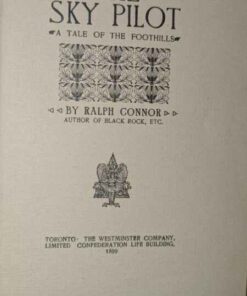 SKY PILOT
A TALE OF THE FOOTHILLS
BY RALPH CONNOR
AUTHOR OF BLACK ROCK, ETC.
TORONTO: THE WESTMINSTER COMPANY,
LIMITED CONFEDERATION LIFE BUILDING,
1899